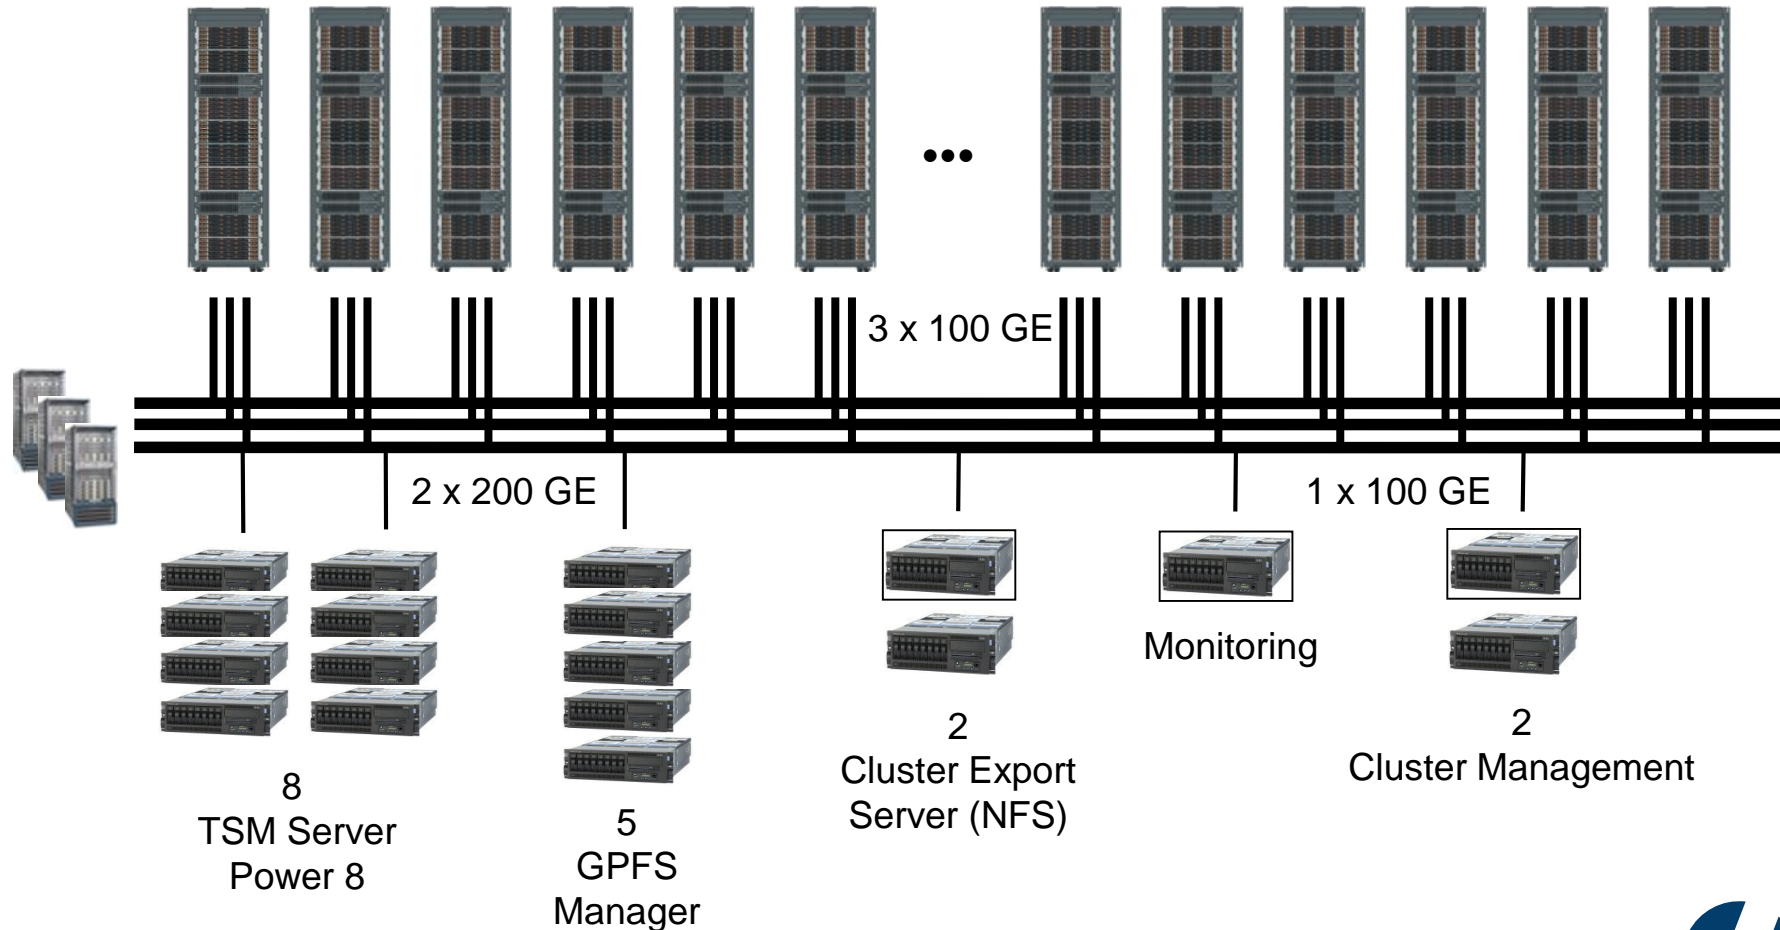 •••
3 x 100 GE
2 x 200 GE
1 x 100 GE
8
TSM Server
Power 8
5
GPFS
Manager
2
Cluster Export
Server (NFS)
Monitoring
2
Cluster Management